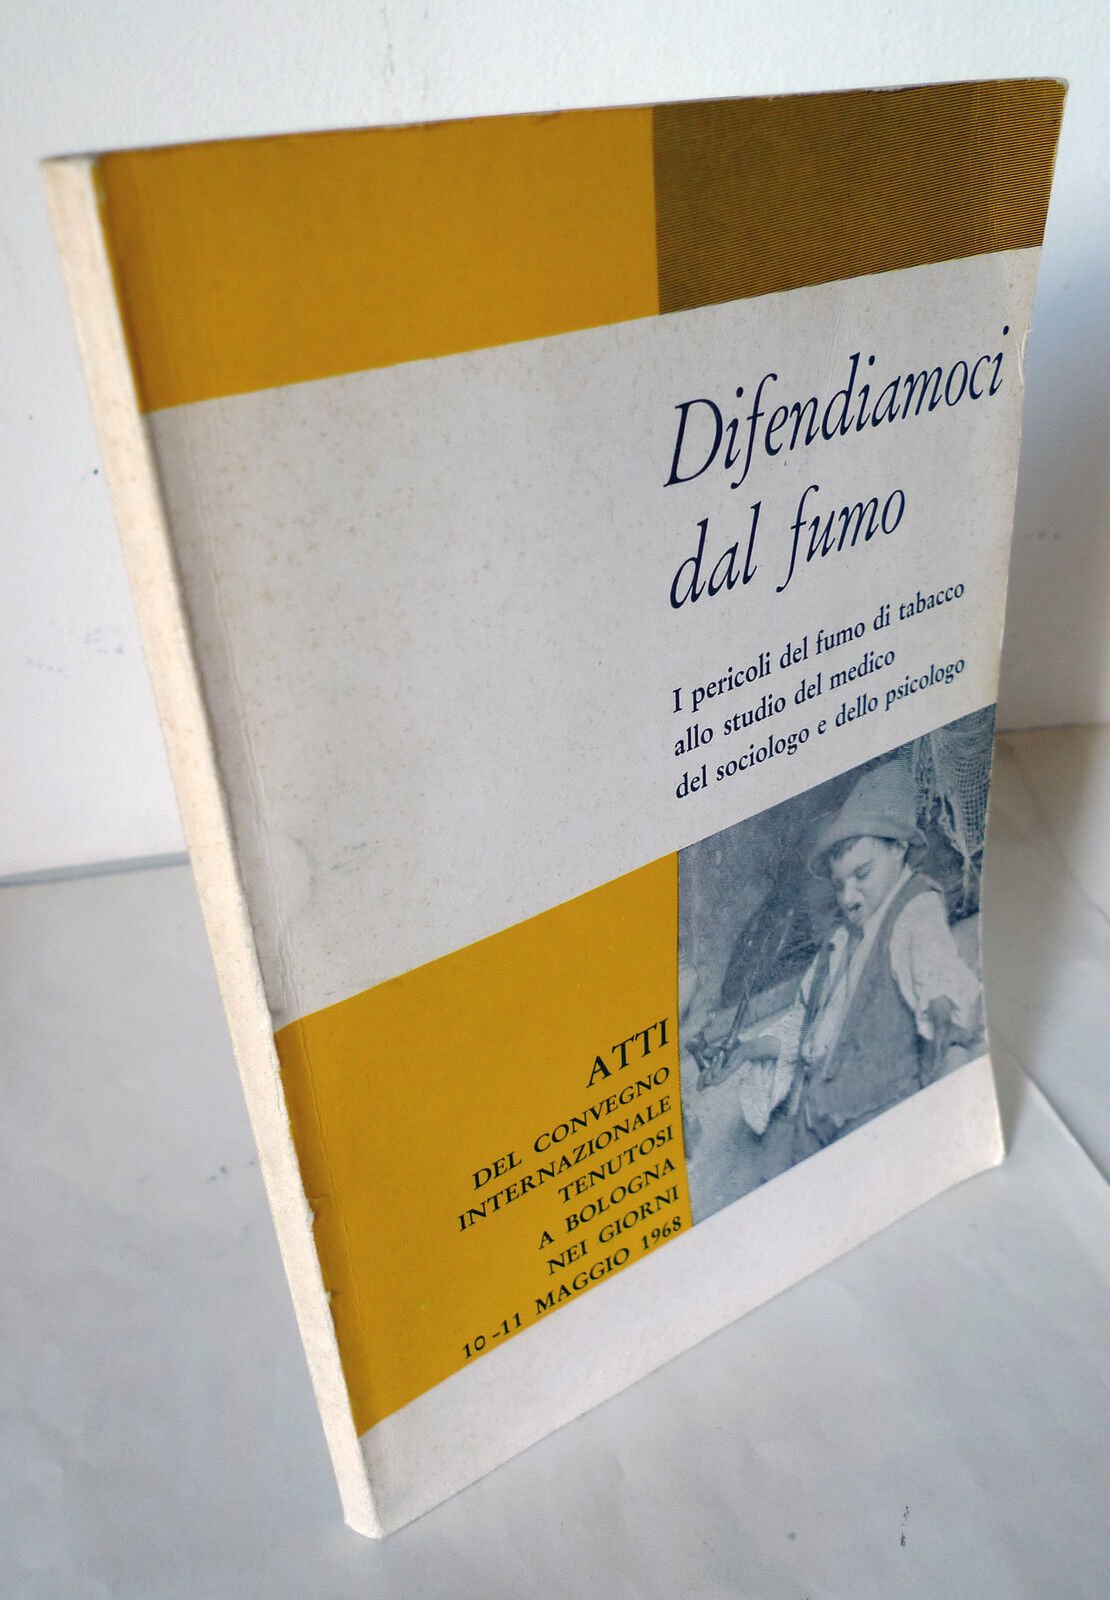 Difendiamoci
dal fumo
I pericoli del fumo di tabacco
allo studio del medico
del sociologo e dello psicologo
ATTI
DEL CONVEGNO
INTERNAZIONALE
TENUTOSI
A BOLOGNA
NEI GIORNI
10-11 MAGGIO 1968